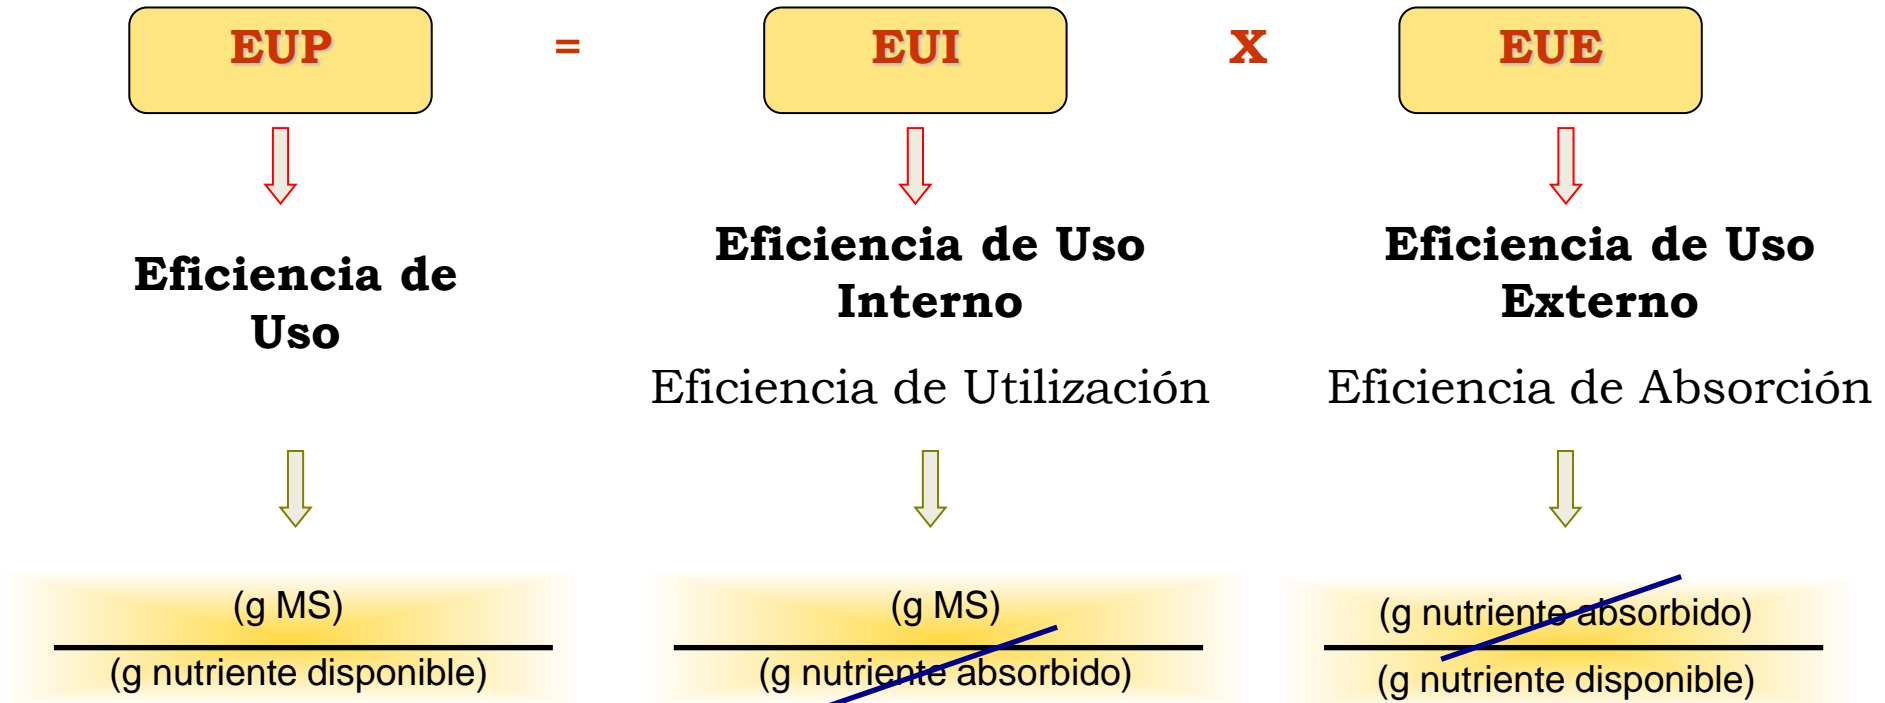 EUP = EUI X EUE
Eficiencia de
Uso
Eficiencia de Uso
Interno
Eficiencia de Utilización
Eficiencia de Uso
Externo
Eficiencia de Absorción
(g MS)
(g nutriente disponible)
(g MS)
(g nutriente absorbido)
(g nutriente absorbido)
(g nutriente disponible)